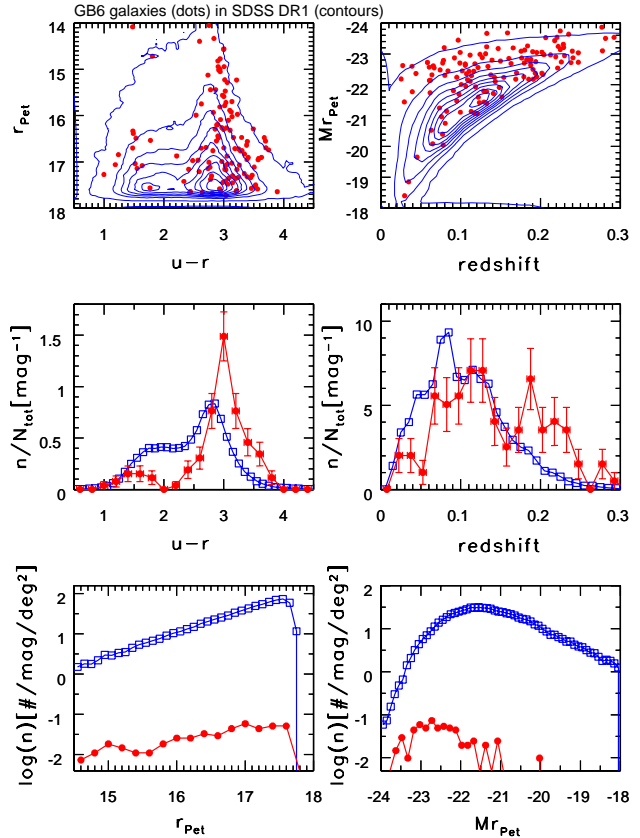 GB6 galaxies (dots) in SDSS DR1 (contours)
14
15
16
17
18
r_Pet
1 2 3 4
u−r
-24
-23
-22
-21
-20
-19
-18
Mr_Pet
0 0.1 0.2 0.3
redshift
1.5
1
0.5
0
n/N_tot[mag⁻¹]
1 2 3 4
u−r
10
5
0
n/N_tot[mag⁻¹]
0 0.1 0.2 0.3
redshift
2
1
0
-1
-2
log(n)[#/mag/deg²]
15 16 17 18
r_Pet
2
1
0
-1
-2
log(n)[#/mag/deg²]
-24 -23 -22 -21 -20 -19 -18
Mr_Pet